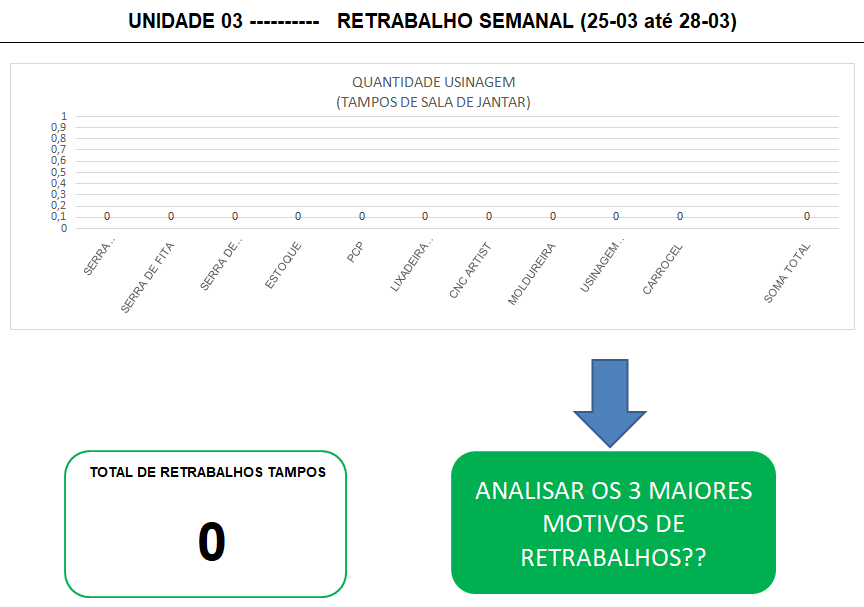 UNIDADE 03 ---------- RETRABALHO SEMANAL (25-03 até 28-03)
QUANTIDADE USINAGEM
(TAMPOS DE SALA DE JANTAR)
1
0,9
0,8
0,7
0,6
0,5
0,4
0,3
0,2
0,1
0
0 0 0 0 0 0 0 0 0 0 0
SERRA...
SERRA DE FITA
SERRA DE...
ESTOQUE
PCP
LIXADEIRA...
CNC ARTIST
MOLDUREIRA
USINAGEM...
CARROCEL
SOMA TOTAL
TOTAL DE RETRABALHOS TAMPOS
0
ANALISAR OS 3 MAIORES
MOTIVOS DE
RETRABALHOS??